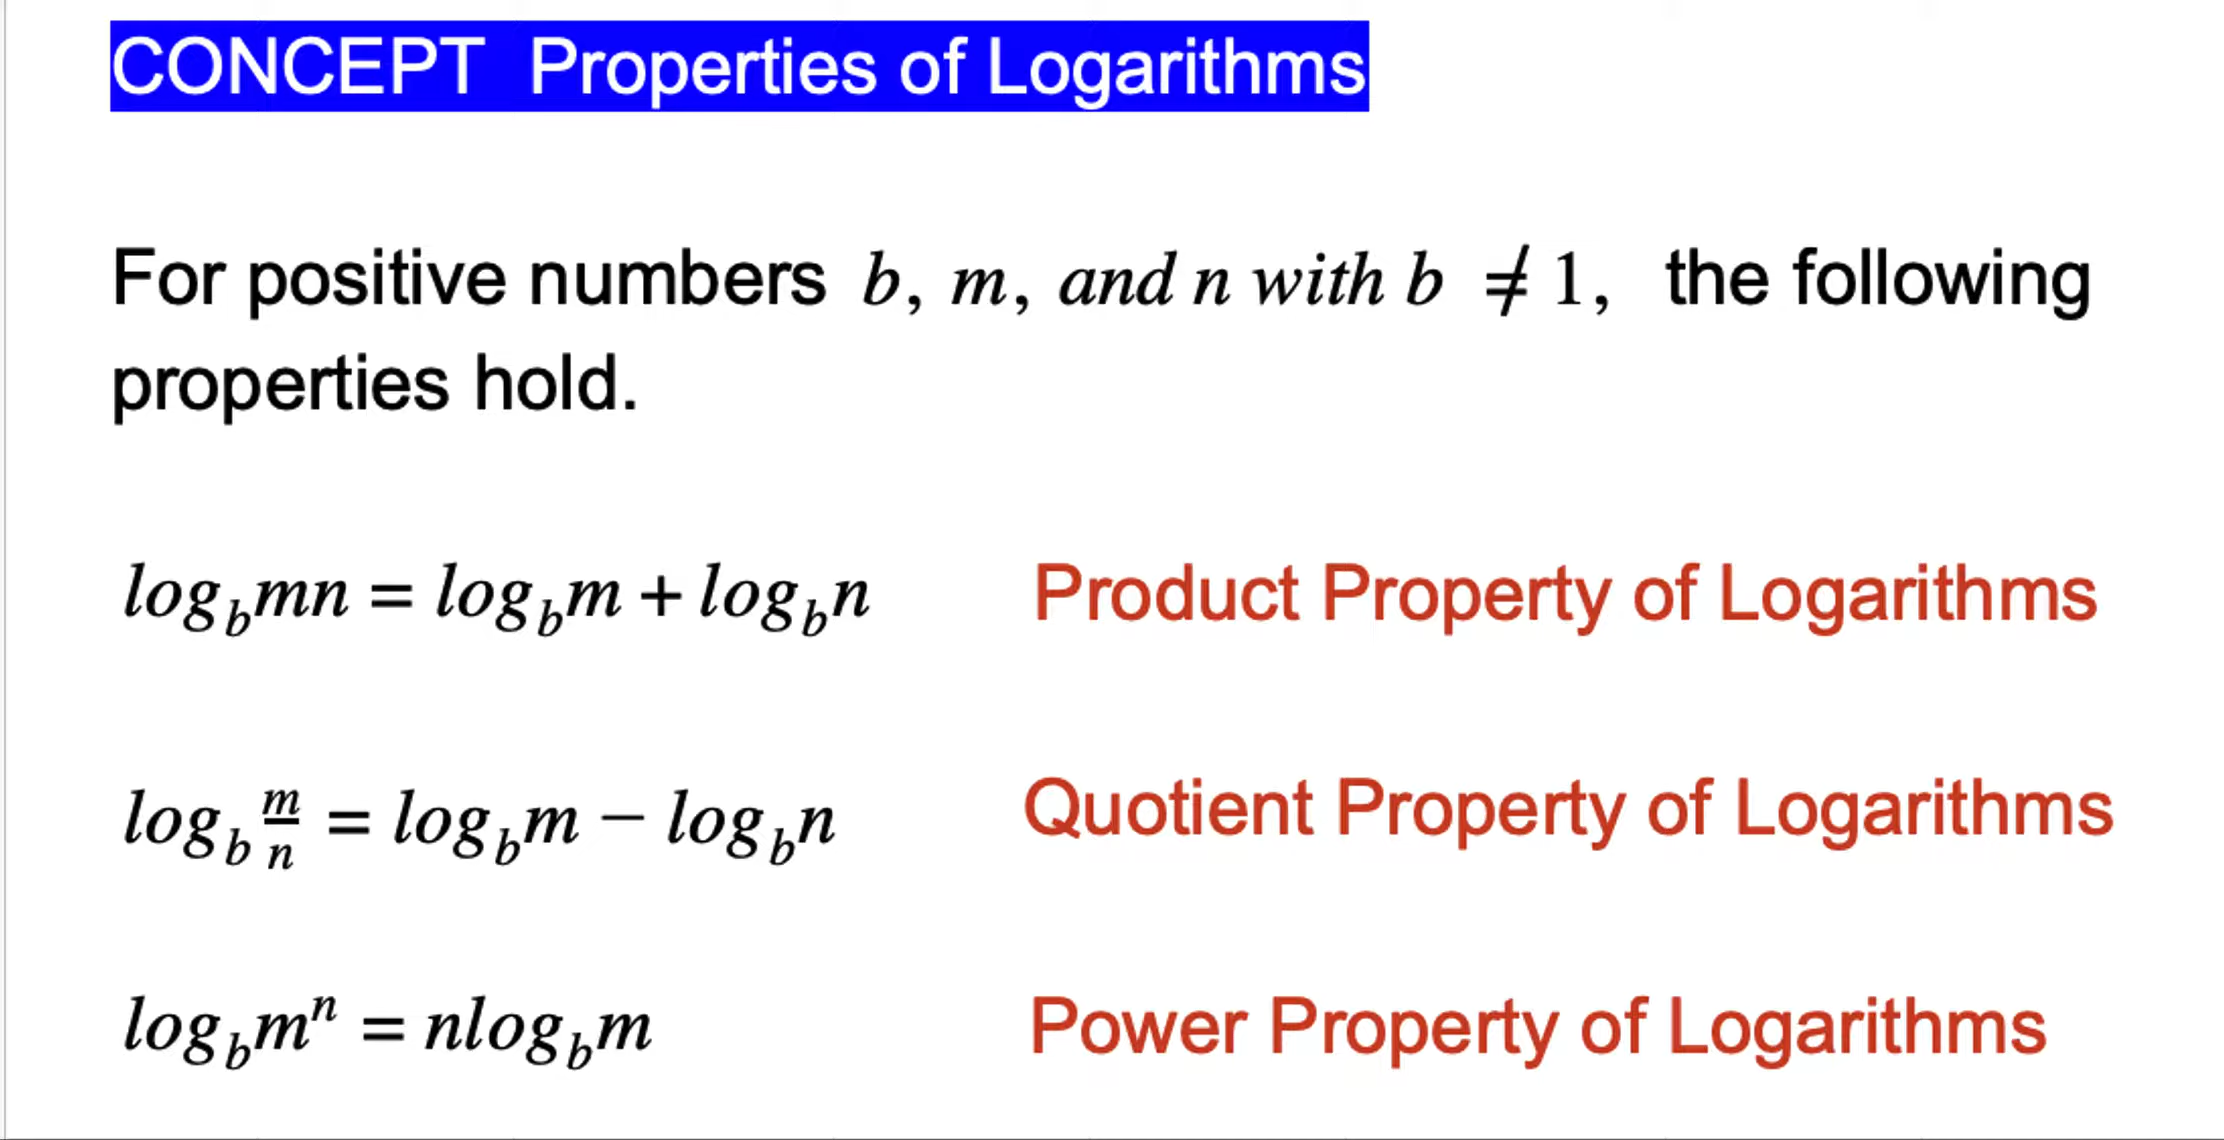 CONCEPT Properties of Logarithms
For positive numbers b, m, and n with b ≠ 1, the following
properties hold.
log_b mn = log_b m + log_b n Product Property of Logarithms
log_b m/n = log_b m − log_b n Quotient Property of Logarithms
log_b m^n = nlog_b m Power Property of Logarithms